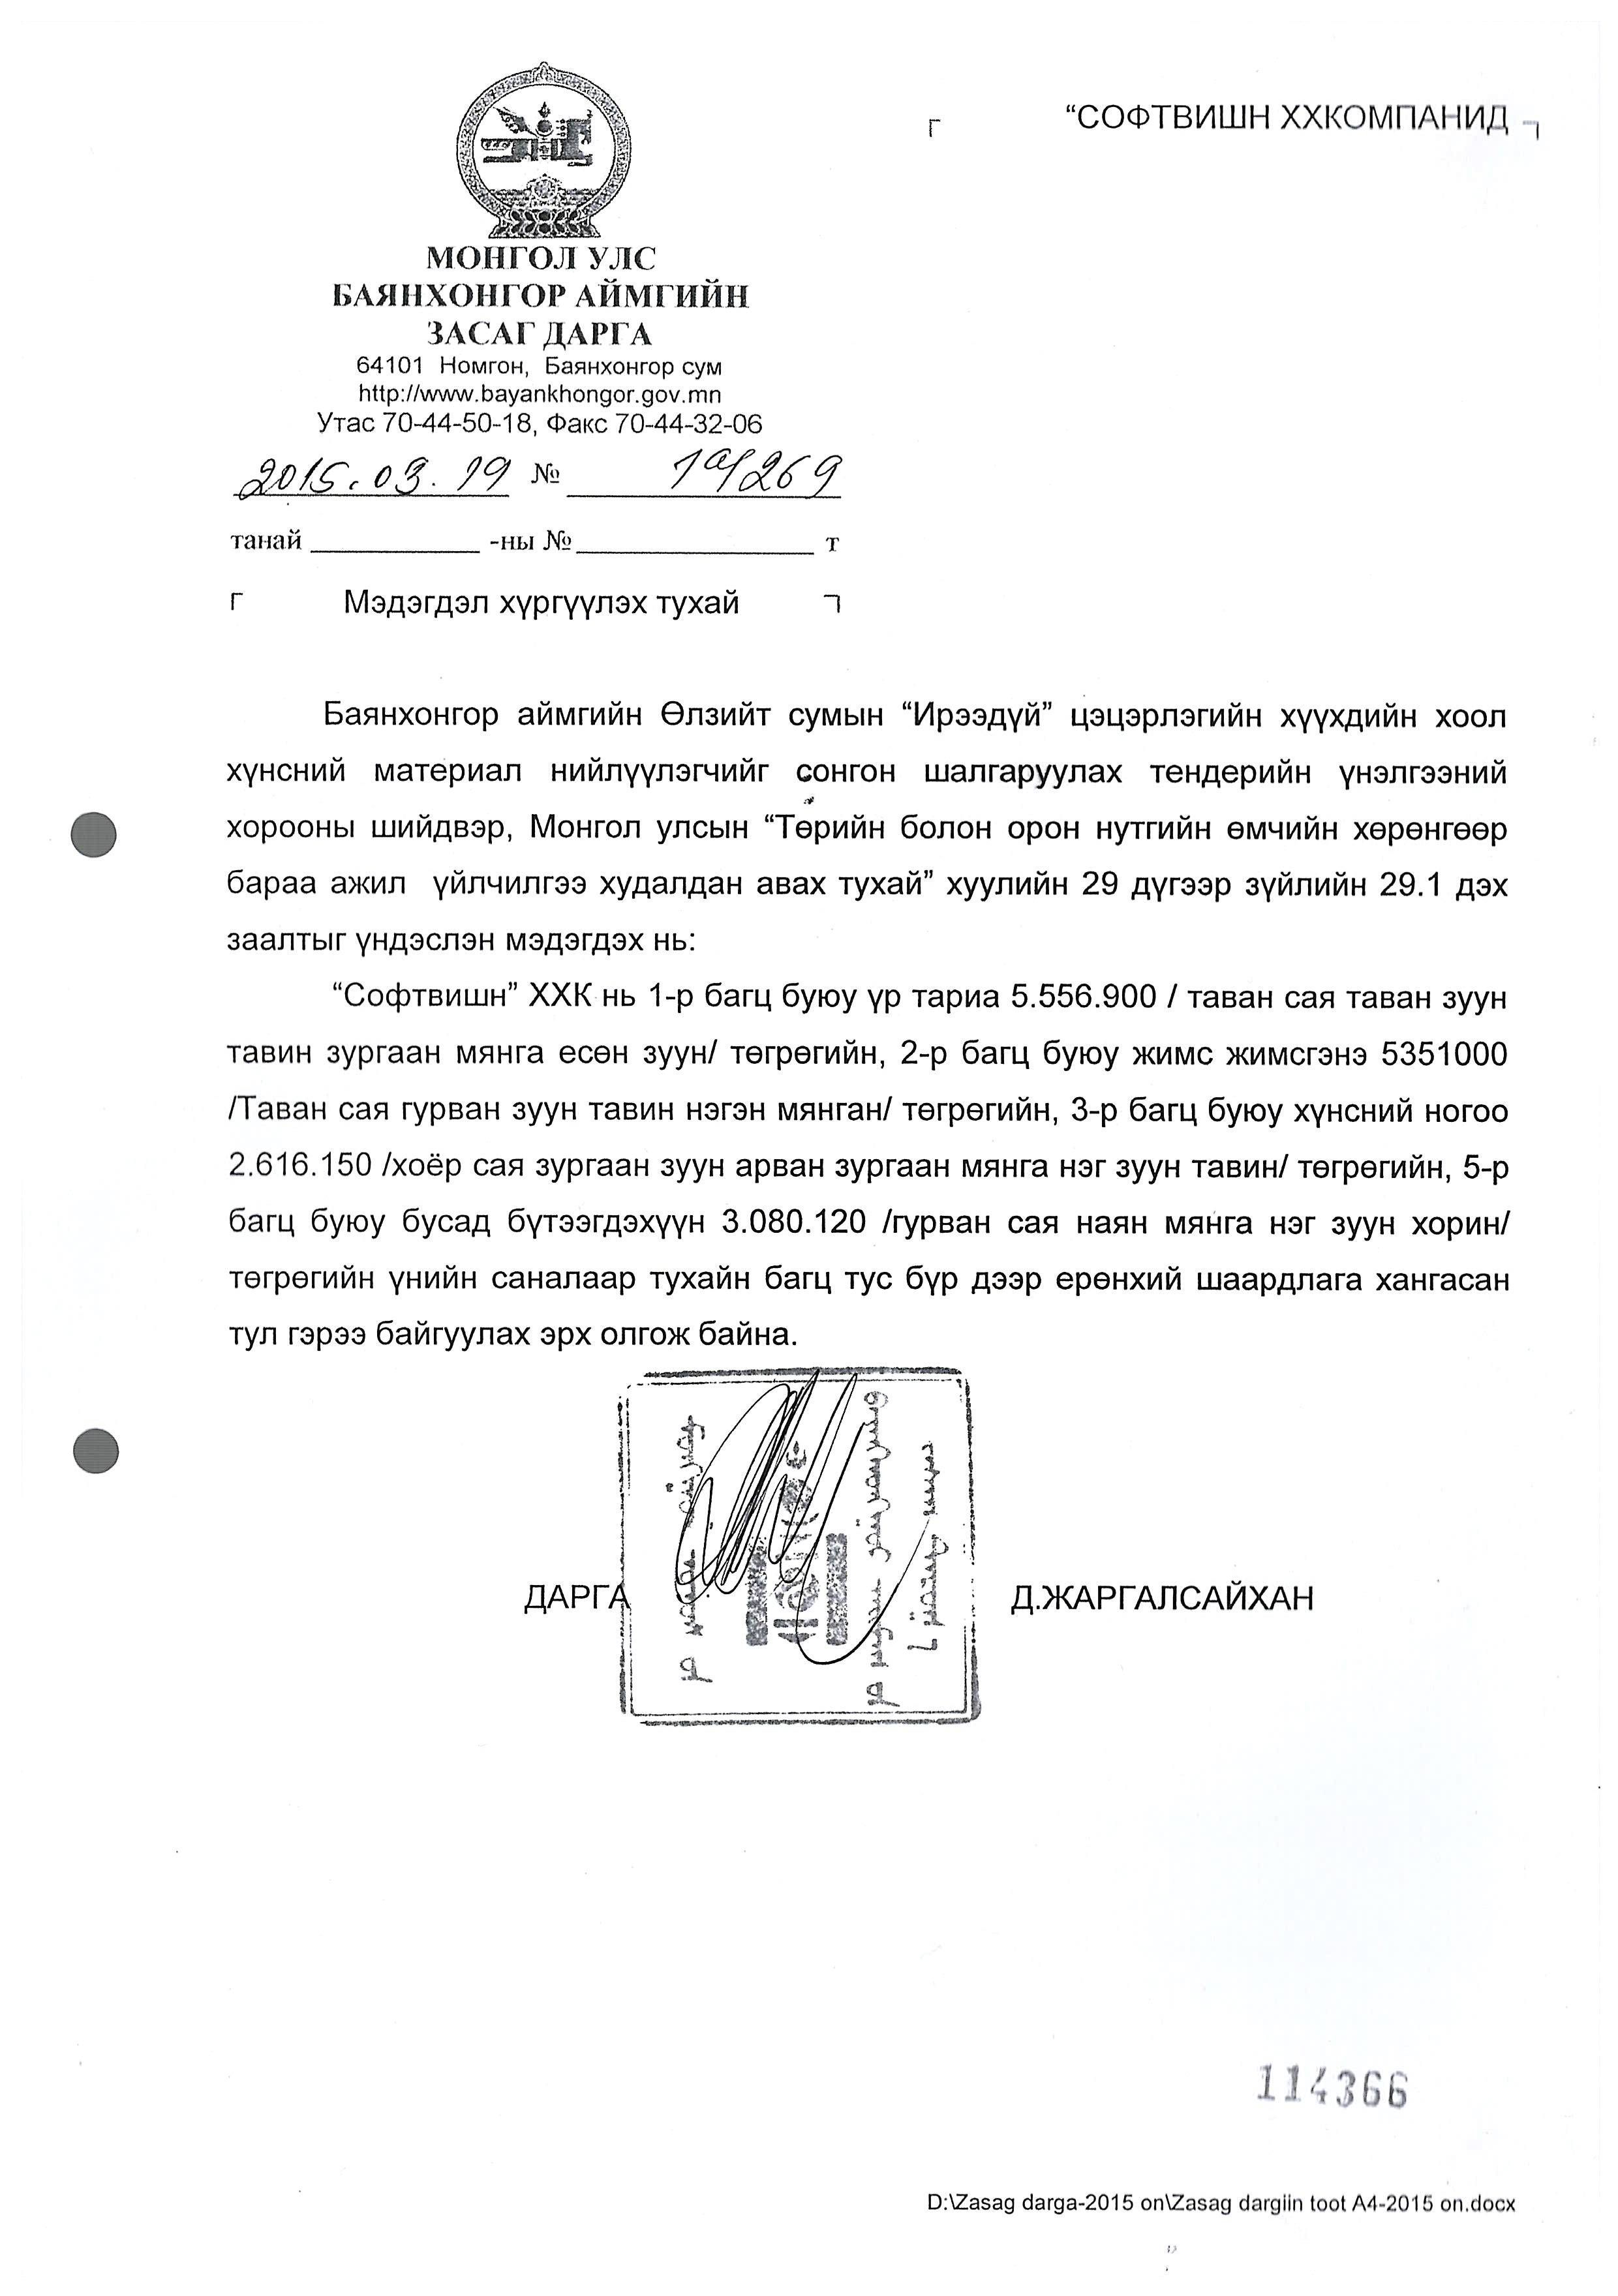 “СОФТВИШН ХХКОМПАНИД
МОНГОЛ УЛС
БАЯНХОНГОР АЙМГИЙН
ЗАСАГ ДАРГА
64101 Номгон, Баянхонгор сум
http://www.bayankhongor.gov.mn
Утас 70-44-50-18, Факс 70-44-32-06
2015.03.19 № 1а/269
танай ____________ -ны № ________________ т
Мэдэгдэл хүргүүлэх тухай
Баянхонгор аймгийн Өлзийт сумын “Ирээдүй” цэцэрлэгийн хүүхдийн хоол
хүнсний материал нийлүүлэгчийг сонгон шалгаруулах тендерийн үнэлгээний
хорооны шийдвэр, Монгол улсын “Төрийн болон орон нутгийн өмчийн хөрөнгөөр
бараа ажил үйлчилгээ худалдан авах тухай” хуулийн 29 дүгээр зүйлийн 29.1 дэх
заалтыг үндэслэн мэдэгдэх нь:
“Софтвишн” ХХК нь 1-р багц буюу үр тариа 5.556.900 / таван сая таван зуун
тавин зургаан мянга есөн зуун/ төгрөгийн, 2-р багц буюу жимс жимсгэнэ 5351000
/Таван сая гурван зуун тавин нэгэн мянган/ төгрөгийн, 3-р багц буюу хүнсний ногоо
2.616.150 /хоёр сая зургаан зуун арван зургаан мянга нэг зуун тавин/ төгрөгийн, 5-р
багц буюу бусад бүтээгдэхүүн 3.080.120 /гурван сая наян мянга нэг зуун хорин/
төгрөгийн үнийн саналаар тухайн багц тус бүр дээр ерөнхий шаардлага хангасан
тул гэрээ байгуулах эрх олгож байна.
ДАРГА Д.ЖАРГАЛСАЙХАН
114366
D:\Zasag darga-2015 on\Zasag dargiin toot A4-2015 on.docx